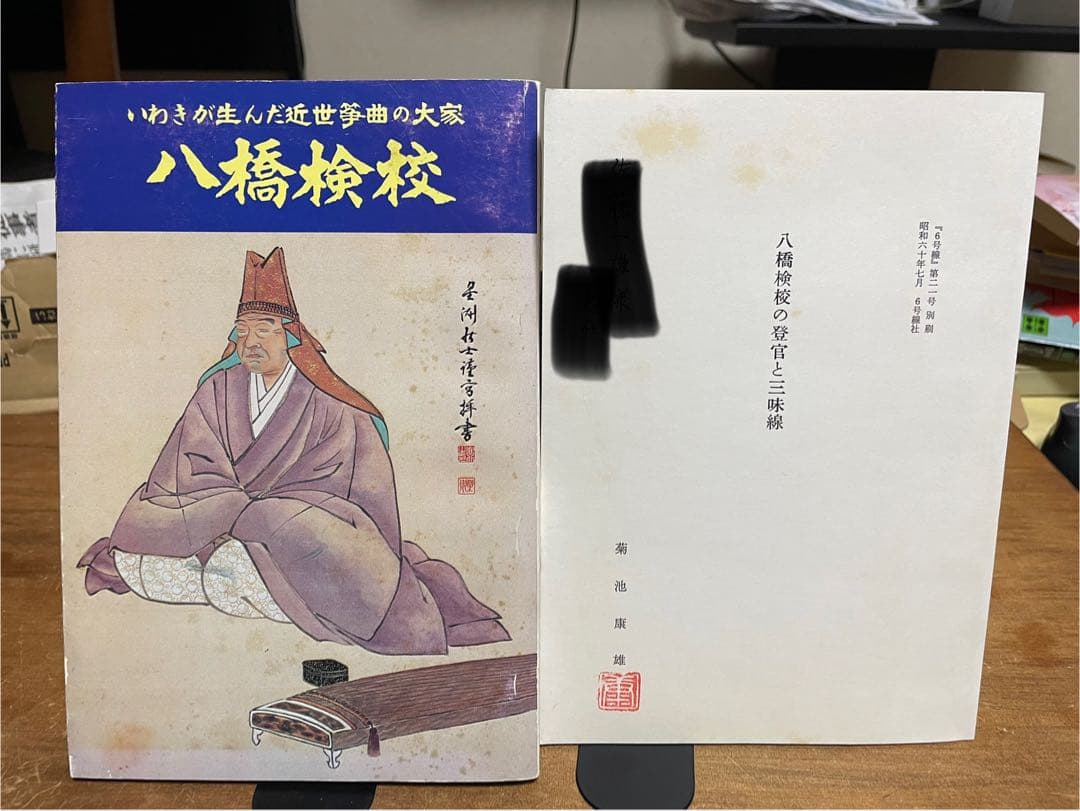 いわきが生んだ近世箏曲の大家
八橋検校
『6号線』第二一号 別刷
昭和六十年七月 6号線社
八橋検校の登官と三味線
菊池康雄